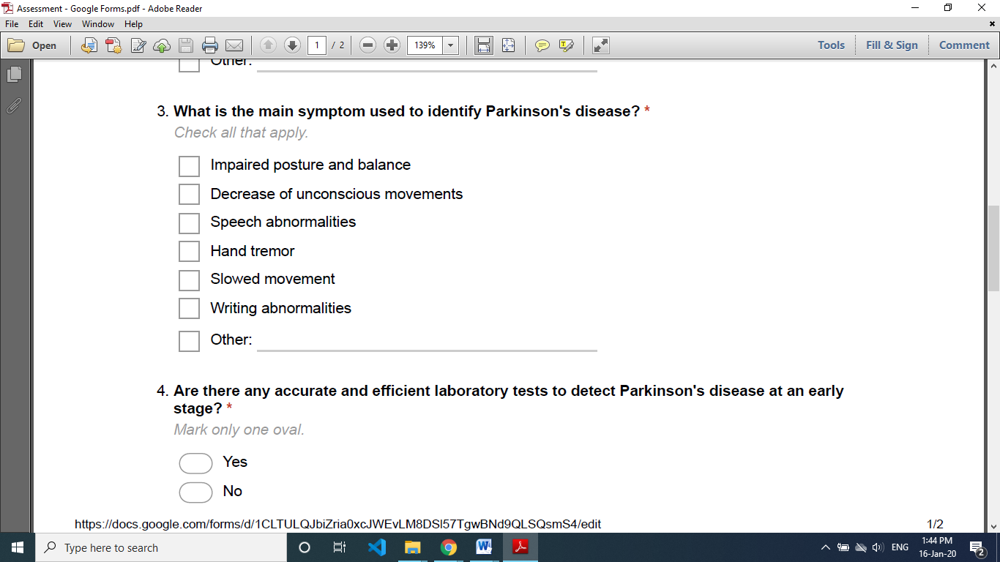 Assessment - Google Forms.pdf - Adobe Reader
File Edit View Window Help
Open 1 / 2 139% Tools Fill & Sign Comment
Other:
3. What is the main symptom used to identify Parkinson's disease? *
Check all that apply.
Impaired posture and balance
Decrease of unconscious movements
Speech abnormalities
Hand tremor
Slowed movement
Writing abnormalities
Other:
4. Are there any accurate and efficient laboratory tests to detect Parkinson's disease at an early
stage? *
Mark only one oval.
Yes
No
https://docs.google.com/forms/d/1CLTULQJbiZria0xcJWEvLM8DSI57TgwBNd9QLSQsmS4/edit 1/2
Type here to search ENG 1:44 PM
16-Jan-20 2